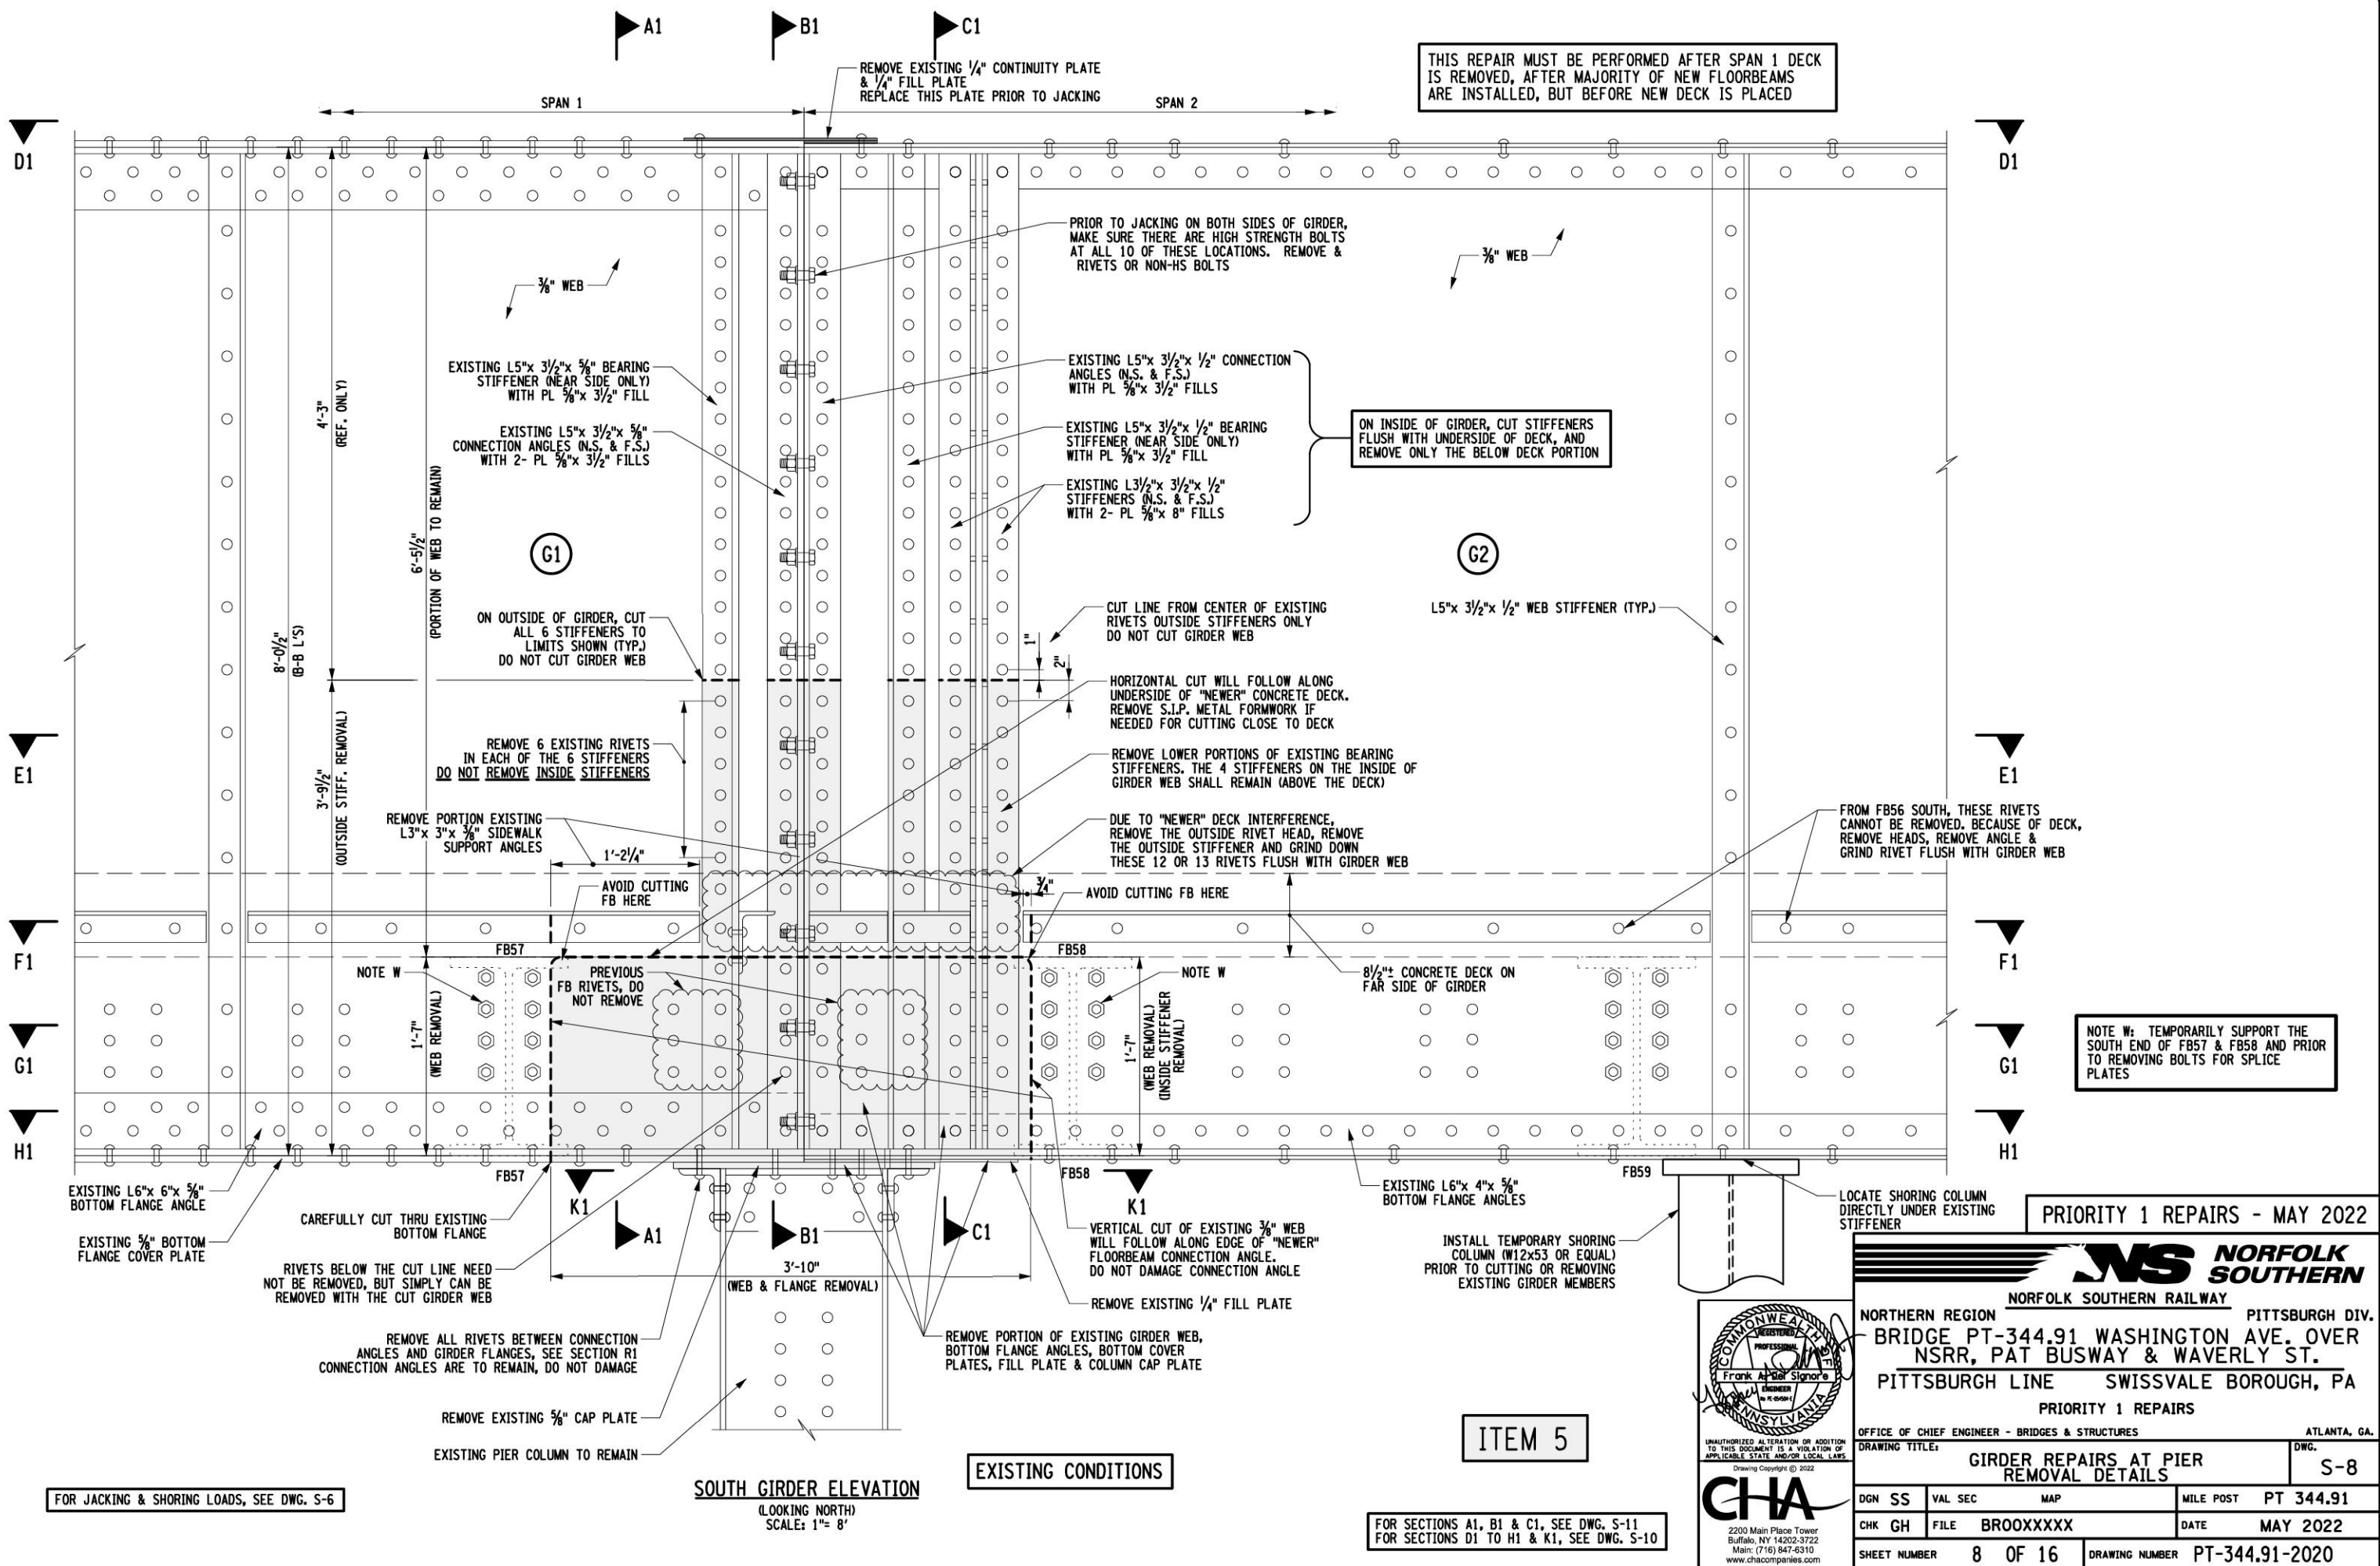 A1
B1
C1
REMOVE EXISTING 1/4" CONTINUITY PLATE
& 1/4" FILL PLATE
REPLACE THIS PLATE PRIOR TO JACKING
THIS REPAIR MUST BE PERFORMED AFTER SPAN 1 DECK
IS REMOVED, AFTER MAJORITY OF NEW FLOORBEAMS
ARE INSTALLED, BUT BEFORE NEW DECK IS PLACED
SPAN 1
SPAN 2
D1
D1
PRIOR TO JACKING ON BOTH SIDES OF GIRDER,
MAKE SURE THERE ARE HIGH STRENGTH BOLTS
AT ALL 10 OF THESE LOCATIONS. REMOVE &
RIVETS OR NON-HS BOLTS
3/8" WEB
3/8" WEB
EXISTING L5"x 3 1/2"x 5/8" BEARING
STIFFENER (NEAR SIDE ONLY)
WITH PL 5/8"x 3 1/2" FILL
EXISTING L5"x 3 1/2"x 5/8"
CONNECTION ANGLES (N.S. & F.S.)
WITH 2- PL 5/8"x 3 1/2" FILLS
EXISTING L5"x 3 1/2"x 1/2" CONNECTION
ANGLES (N.S. & F.S.)
WITH PL 5/8"x 3 1/2" FILLS
EXISTING L5"x 3 1/2"x 1/2" BEARING
STIFFENER (NEAR SIDE ONLY)
WITH PL 5/8"x 3 1/2" FILL
EXISTING L3 1/2"x 3 1/2"x 1/2"
STIFFENERS (N.S. & F.S.)
WITH 2- PL 5/8"x 8" FILLS
ON INSIDE OF GIRDER, CUT STIFFENERS
FLUSH WITH UNDERSIDE OF DECK, AND
REMOVE ONLY THE BELOW DECK PORTION
4'-3"
(REF. ONLY)
6'-5 1/2"
(PORTION OF WEB TO REMAIN)
8'-0 1/2"
(B-B L'S)
3'-9 1/2"
(OUTSIDE STIFF. REMOVAL)
G1
G2
ON OUTSIDE OF GIRDER, CUT
ALL 6 STIFFENERS TO
LIMITS SHOWN (TYP.)
DO NOT CUT GIRDER WEB
CUT LINE FROM CENTER OF EXISTING
RIVETS OUTSIDE STIFFENERS ONLY
DO NOT CUT GIRDER WEB
1"
2"
L5"x 3 1/2"x 1/2" WEB STIFFENER (TYP.)
HORIZONTAL CUT WILL FOLLOW ALONG
UNDERSIDE OF "NEWER" CONCRETE DECK.
REMOVE S.I.P. METAL FORMWORK IF
NEEDED FOR CUTTING CLOSE TO DECK
E1
E1
REMOVE 6 EXISTING RIVETS
IN EACH OF THE 6 STIFFENERS
DO NOT REMOVE INSIDE STIFFENERS
REMOVE LOWER PORTIONS OF EXISTING BEARING
STIFFENERS. THE 4 STIFFENERS ON THE INSIDE OF
GIRDER WEB SHALL REMAIN (ABOVE THE DECK)
REMOVE PORTION EXISTING
L3"x 3"x 3/8" SIDEWALK
SUPPORT ANGLES
DUE TO "NEWER" DECK INTERFERENCE,
REMOVE THE OUTSIDE RIVET HEAD, REMOVE
THE OUTSIDE STIFFENER AND GRIND DOWN
THESE 12 OR 13 RIVETS FLUSH WITH GIRDER WEB
FROM FB56 SOUTH, THESE RIVETS
CANNOT BE REMOVED. BECAUSE OF DECK,
REMOVE HEADS, REMOVE ANGLE &
GRIND RIVET FLUSH WITH GIRDER WEB
1'-2 1/4"
3/4"
AVOID CUTTING
FB HERE
AVOID CUTTING FB HERE
F1
F1
FB57
FB58
NOTE W
PREVIOUS
FB RIVETS, DO
NOT REMOVE
NOTE W
8 1/2"± CONCRETE DECK ON
FAR SIDE OF GIRDER
1'-7"
(WEB REMOVAL)
1'-7"
(WEB REMOVAL)
(INSIDE STIFFENER
REMOVAL)
G1
G1
NOTE W: TEMPORARILY SUPPORT THE
SOUTH END OF FB57 & FB58 AND PRIOR
TO REMOVING BOLTS FOR SPLICE
PLATES
H1
H1
FB57
FB58
FB59
K1
K1
A1
B1
C1
EXISTING L6"x 6"x 5/8"
BOTTOM FLANGE ANGLE
EXISTING 5/8" BOTTOM
FLANGE COVER PLATE
CAREFULLY CUT THRU EXISTING
BOTTOM FLANGE
RIVETS BELOW THE CUT LINE NEED
NOT BE REMOVED, BUT SIMPLY CAN BE
REMOVED WITH THE CUT GIRDER WEB
REMOVE ALL RIVETS BETWEEN CONNECTION
ANGLES AND GIRDER FLANGES, SEE SECTION R1
CONNECTION ANGLES ARE TO REMAIN, DO NOT DAMAGE
REMOVE EXISTING 5/8" CAP PLATE
EXISTING PIER COLUMN TO REMAIN
3'-10"
(WEB & FLANGE REMOVAL)
EXISTING L6"x 4"x 5/8"
BOTTOM FLANGE ANGLES
VERTICAL CUT OF EXISTING 3/8" WEB
WILL FOLLOW ALONG EDGE OF "NEWER"
FLOORBEAM CONNECTION ANGLE.
DO NOT DAMAGE CONNECTION ANGLE
REMOVE EXISTING 1/4" FILL PLATE
REMOVE PORTION OF EXISTING GIRDER WEB,
BOTTOM FLANGE ANGLES, BOTTOM COVER
PLATES, FILL PLATE & COLUMN CAP PLATE
INSTALL TEMPORARY SHORING
COLUMN (W12x53 OR EQUAL)
PRIOR TO CUTTING OR REMOVING
EXISTING GIRDER MEMBERS
LOCATE SHORING COLUMN
DIRECTLY UNDER EXISTING
STIFFENER
FOR JACKING & SHORING LOADS, SEE DWG. S-6
SOUTH GIRDER ELEVATION
(LOOKING NORTH)
SCALE: 1"= 8'
EXISTING CONDITIONS
ITEM 5
FOR SECTIONS A1, B1 & C1, SEE DWG. S-11
FOR SECTIONS D1 TO H1 & K1, SEE DWG. S-10
PRIORITY 1 REPAIRS - MAY 2022
NS NORFOLK
SOUTHERN
NORFOLK SOUTHERN RAILWAY
NORTHERN REGION PITTSBURGH DIV.
BRIDGE PT-344.91 WASHINGTON AVE. OVER
NSRR, PAT BUSWAY & WAVERLY ST.
PITTSBURGH LINE SWISSVALE BOROUGH, PA
PRIORITY 1 REPAIRS
OFFICE OF CHIEF ENGINEER - BRIDGES & STRUCTURES ATLANTA, GA.
DRAWING TITLE:
GIRDER REPAIRS AT PIER
REMOVAL DETAILS
DWG.
S-8
DGN SS VAL SEC MAP MILE POST PT 344.91
CHK GH FILE BR00XXXXX DATE MAY 2022
SHEET NUMBER 8 OF 16 DRAWING NUMBER PT-344.91-2020
COMMONWEALTH OF
REGISTERED
PROFESSIONAL
Frank A. Del Signore
ENGINEER
PENNSYLVANIA
UNAUTHORIZED ALTERATION OR ADDITION
TO THIS DOCUMENT IS A VIOLATION OF
APPLICABLE STATE AND/OR LOCAL LAWS
Drawing Copyright © 2022
CHA
2200 Main Place Tower
Buffalo, NY 14202-3722
Main: (716) 847-6310
www.chacompanies.com